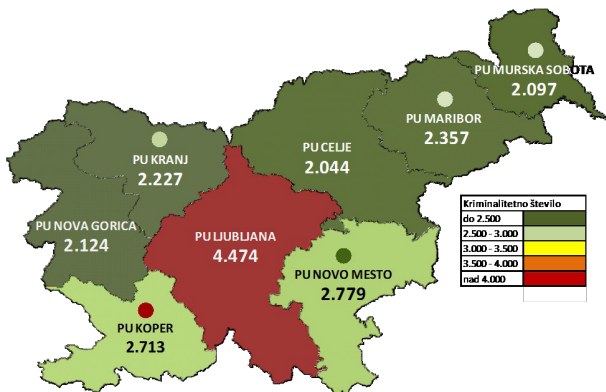 PU MURSKA SOBOTA
2.097
PU MARIBOR
2.357
PU CELJE
2.044
PU KRANJ
2.227
PU NOVA GORICA
2.124
PU LJUBLJANA
4.474
PU NOVO MESTO
2.779
PU KOPER
2.713
Kriminalitetno število
do 2.500
2.500 - 3.000
3.000 - 3.500
3.500 - 4.000
nad 4.000